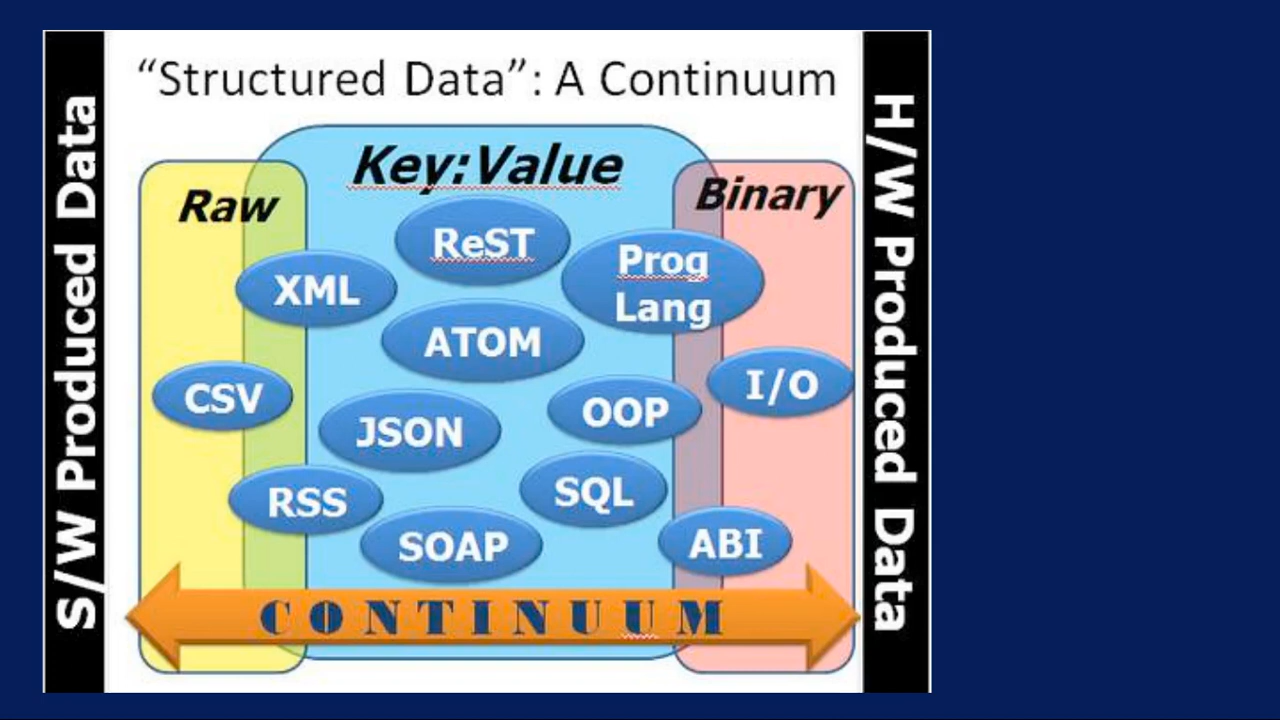 "Structured Data": A Continuum
S/W Produced Data
H/W Produced Data
Raw
Key:Value
Binary
ReST
Prog
Lang
XML
ATOM
I/O
CSV
OOP
JSON
SQL
RSS
SOAP
ABI
CONTINUUM